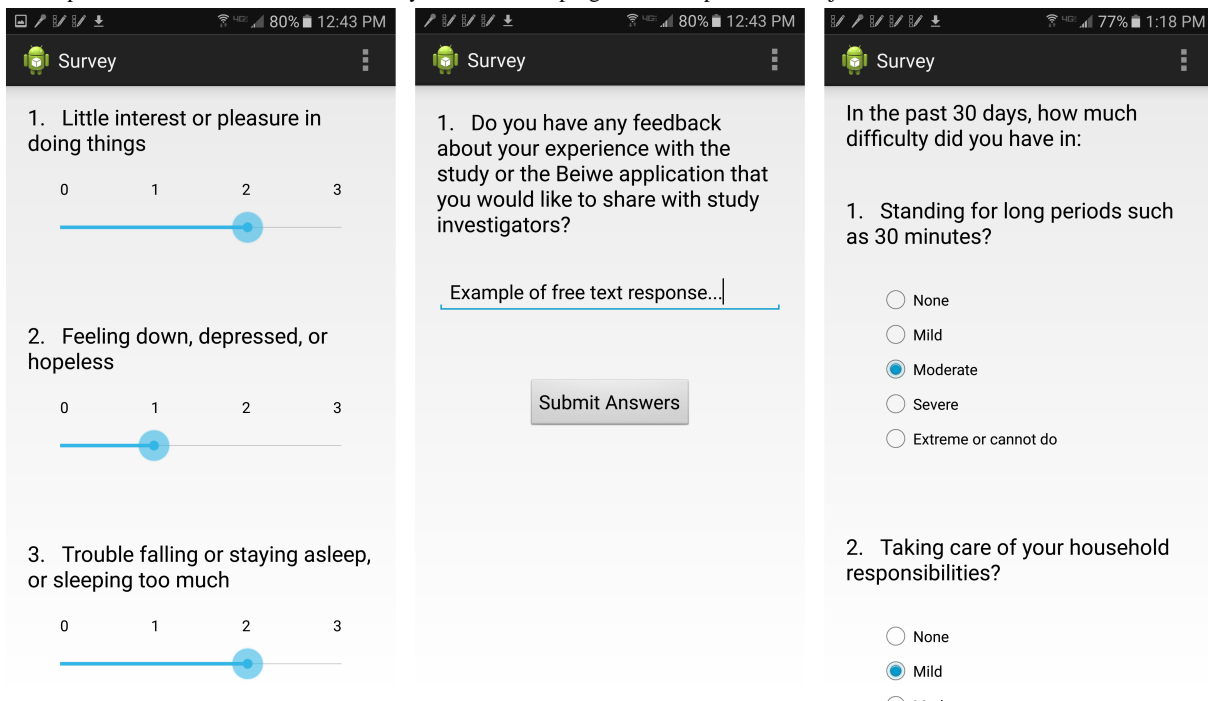 80% 12:43 PM
Survey
1. Little interest or pleasure in
doing things
0 1 2 3
2. Feeling down, depressed, or
hopeless
0 1 2 3
3. Trouble falling or staying asleep,
or sleeping too much
0 1 2 3
80% 12:43 PM
Survey
1. Do you have any feedback
about your experience with the
study or the Beiwe application that
you would like to share with study
investigators?
Example of free text response...
Submit Answers
77% 1:18 PM
Survey
In the past 30 days, how much
difficulty did you have in:
1. Standing for long periods such
as 30 minutes?
None
Mild
Moderate
Severe
Extreme or cannot do
2. Taking care of your household
responsibilities?
None
Mild